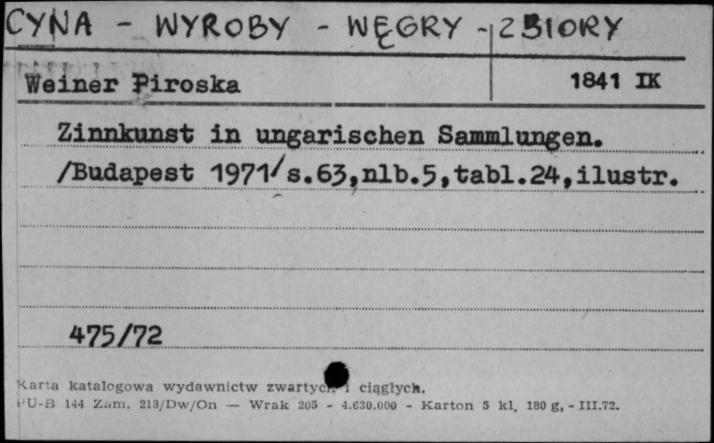 CYNA - WYROBY - WĘGRY - ZBIORY
Weiner Piroska 1841 IK
Zinnkunst in ungarischen Sammlungen.
/Budapest 1971/s.63,nlb.5,tabl.24,ilustr.
475/72
Karta katalogowa wydawnictw zwartych i ciągłych.
PU-B 144 Zam. 213/Dw/On — Wrak 205 - 4.630.000 - Karton 5 kl, 180 g, - III.72.